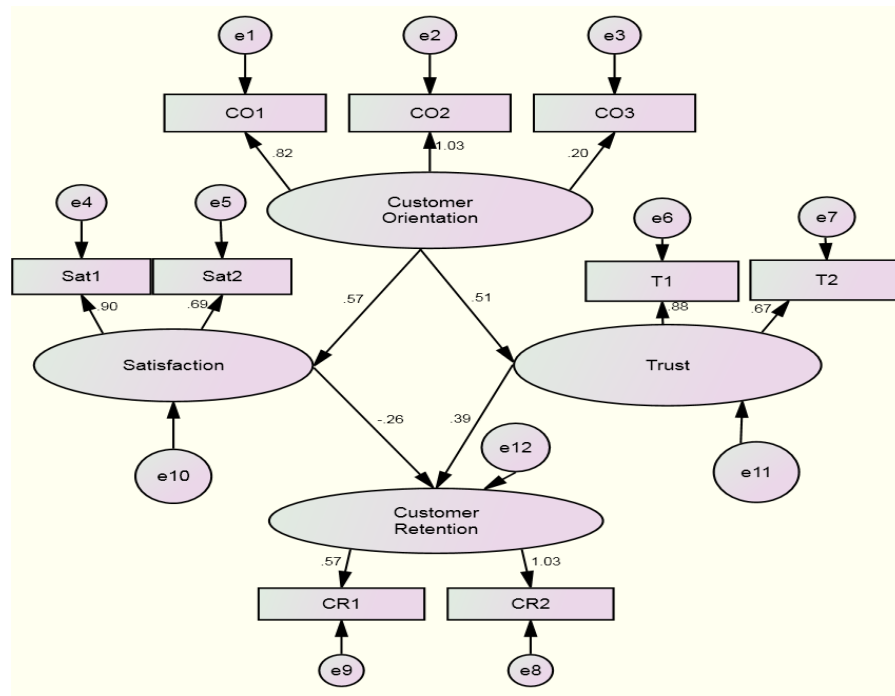 e1
e2
e3
CO1
CO2
CO3
.82
1.03
.20
Customer
Orientation
e4
e5
e6
e7
Sat1
Sat2
T1
T2
.90
.69
.57
.51
.88
.67
Satisfaction
Trust
-.26
.39
e10
e12
e11
Customer
Retention
.57
1.03
CR1
CR2
e9
e8